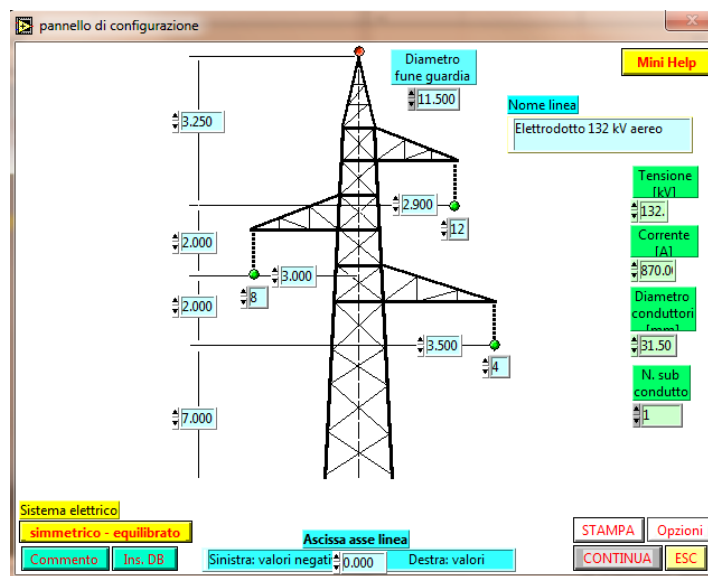 pannello di configurazione
Diametro
fune guardia
11.500
Mini Help
Nome linea
Elettrodotto 132 kV aereo
3.250
Tensione
[kV]
132.
2.900
12
Corrente
[A]
870.0(
2.000
3.000
8
Diametro
conduttori
[mm]
31.50
2.000
3.500
4
N. sub
condutto
1
7.000
Sistema elettrico
simmetrico - equilibrato
Commento
Ins. DB
Ascissa asse linea
Sinistra: valori negati
0.000
Destra: valori
STAMPA
Opzioni
CONTINUA
ESC